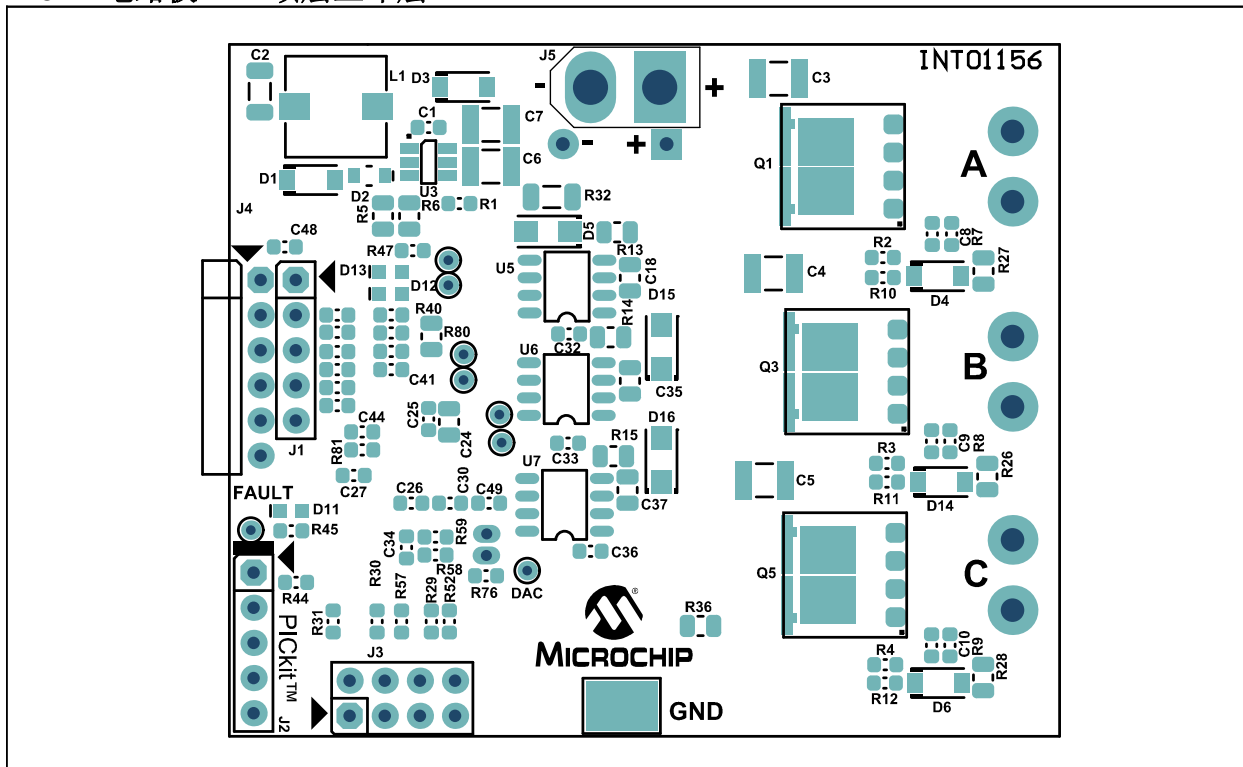 C2
L1
D3
J5
-
+
C3
INT01156
C1
C7
C6
-
+
Q1
A
D1
D2
U3
R5
R6
R1
R32
J4
C48
R47
D5
R13
C8
R7
R2
R27
D13
D12
U5
C18
D15
C4
R10
D4
R40
R80
R14
C32
U6
Q3
B
C41
C35
C25
C24
D16
C44
R81
J1
C33
R15
C9
R8
R3
R26
C27
U7
C5
R11
D14
FAULT
C26
C30
C49
C37
D11
R45
C34
R59
R58
C36
Q5
C
R44
R30
R57
R29
R52
R76
DAC
R31
R36
®
MICROCHIP
C10
R9
R4
R28
R12
D6
PICkit™
J2
J3
GND